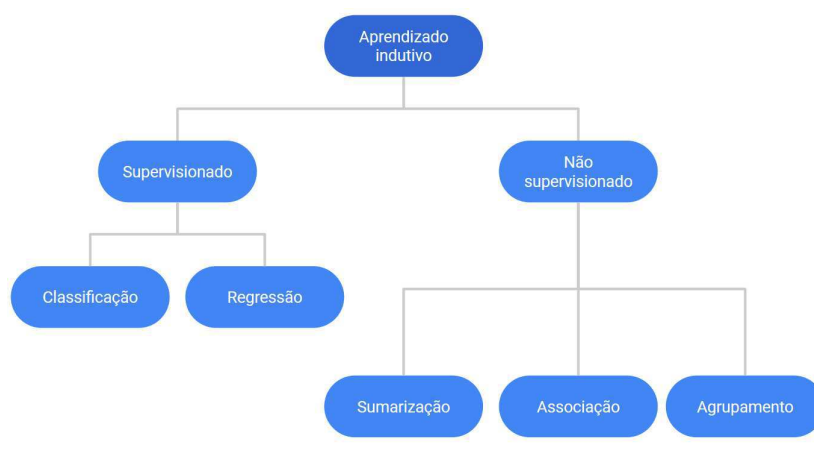 Aprendizado
indutivo
Supervisionado
Não
supervisionado
Classificação
Regressão
Sumarização
Associação
Agrupamento